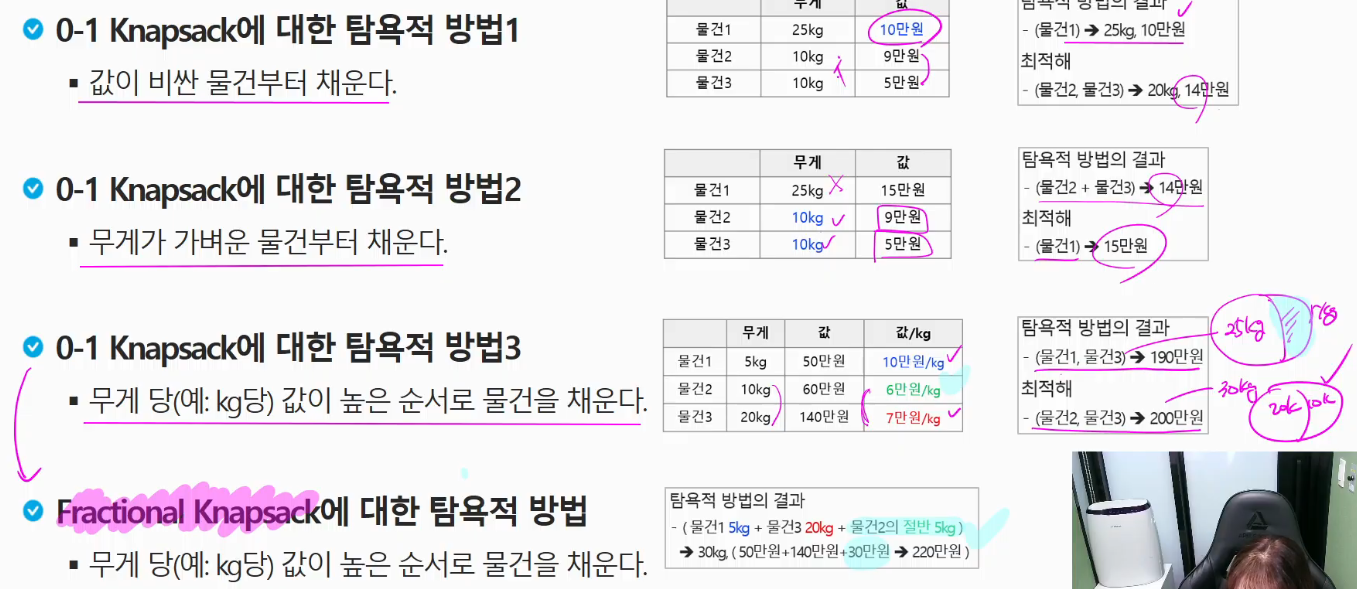 0-1 Knapsack에 대한 탐욕적 방법1
▪ 값이 비싼 물건부터 채운다.
무게 값
물건1 25kg 10만원
물건2 10kg 9만원
물건3 10kg 5만원
탐욕적 방법의 결과
- (물건1) ➔ 25kg, 10만원
최적해
- (물건2, 물건3) ➔ 20kg, 14만원
0-1 Knapsack에 대한 탐욕적 방법2
▪ 무게가 가벼운 물건부터 채운다.
무게 값
물건1 25kg 15만원
물건2 10kg 9만원
물건3 10kg 5만원
탐욕적 방법의 결과
- (물건2 + 물건3) ➔ 14만원
최적해
- (물건1) ➔ 15만원
0-1 Knapsack에 대한 탐욕적 방법3
▪ 무게 당(예: kg당) 값이 높은 순서로 물건을 채운다.
무게 값 값/kg
물건1 5kg 50만원 10만원/kg
물건2 10kg 60만원 6만원/kg
물건3 20kg 140만원 7만원/kg
탐욕적 방법의 결과
- (물건1, 물건3) ➔ 190만원
최적해
- (물건2, 물건3) ➔ 200만원
25kg
30kg
20k 10k
Fractional Knapsack에 대한 탐욕적 방법
▪ 무게 당(예: kg당) 값이 높은 순서로 물건을 채운다.
탐욕적 방법의 결과
- ( 물건1 5kg + 물건3 20kg + 물건2의 절반 5kg )
➔ 30kg, ( 50만원+140만원+30만원 ➔ 220만원 )